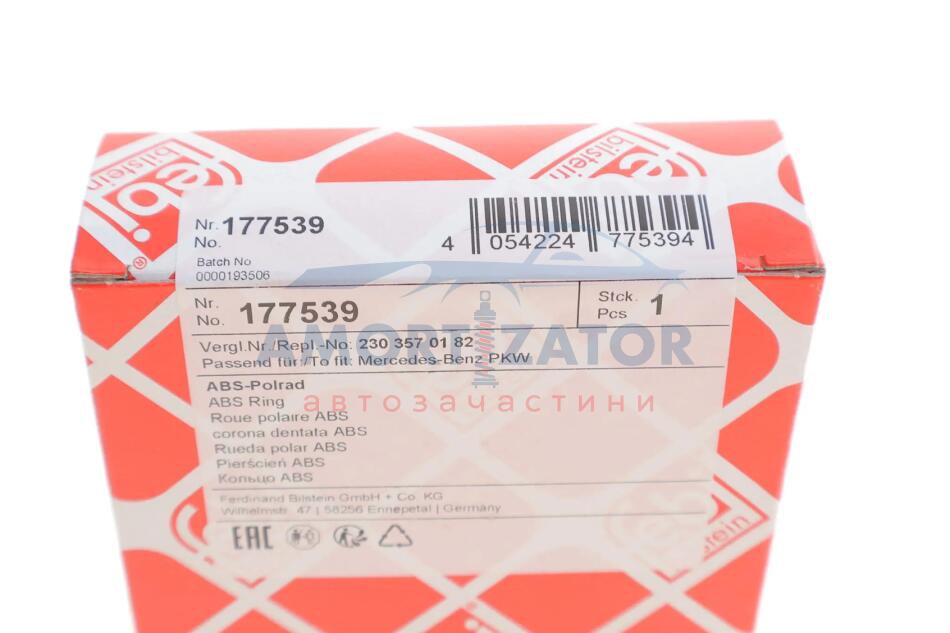 febi
bilstein
bilstein
®
Nr. 177539
No.
4 054224 775394
Batch No
0000193506
Nr.
No. 177539
Stck. 1
Pcs
AMORTIZATOR
Vergl.Nr./Repl.-No: 230 357 01 82
Passend für:/To fit: Mercedes-Benz PKW
автозачастини
ABS-Polrad
ABS Ring
Roue polaire ABS
corona dentata ABS
Rueda polar ABS
Pierścień ABS
Кольцо ABS
Ferdinand Bilstein GmbH + Co. KG
Wilhelmstr. 47 | 58256 Ennepetal | Germany
EAC
bilstein